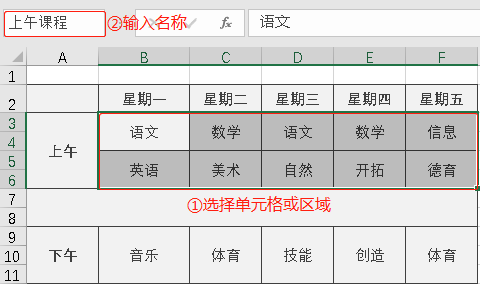 上午课程 ②输入名称 fx 语文
A B C D E F
1
2 星期一 星期二 星期三 星期四 星期五
3 语文 数学 语文 数学 信息
4 上午
5 英语 美术 自然 开拓 德育
6
7 ①选择单元格或区域
8
9
10 下午 音乐 体育 技能 创造 体育
11